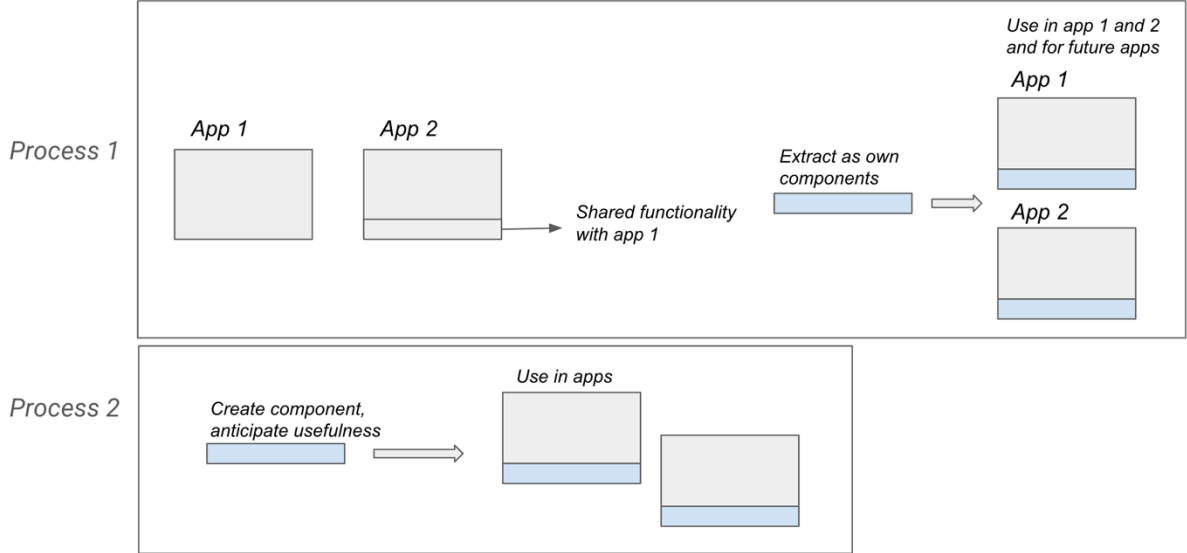 Process 1
App 1
App 2
Shared functionality
with app 1
Extract as own
components
Use in app 1 and 2
and for future apps
App 1
App 2
Process 2
Create component,
anticipate usefulness
Use in apps